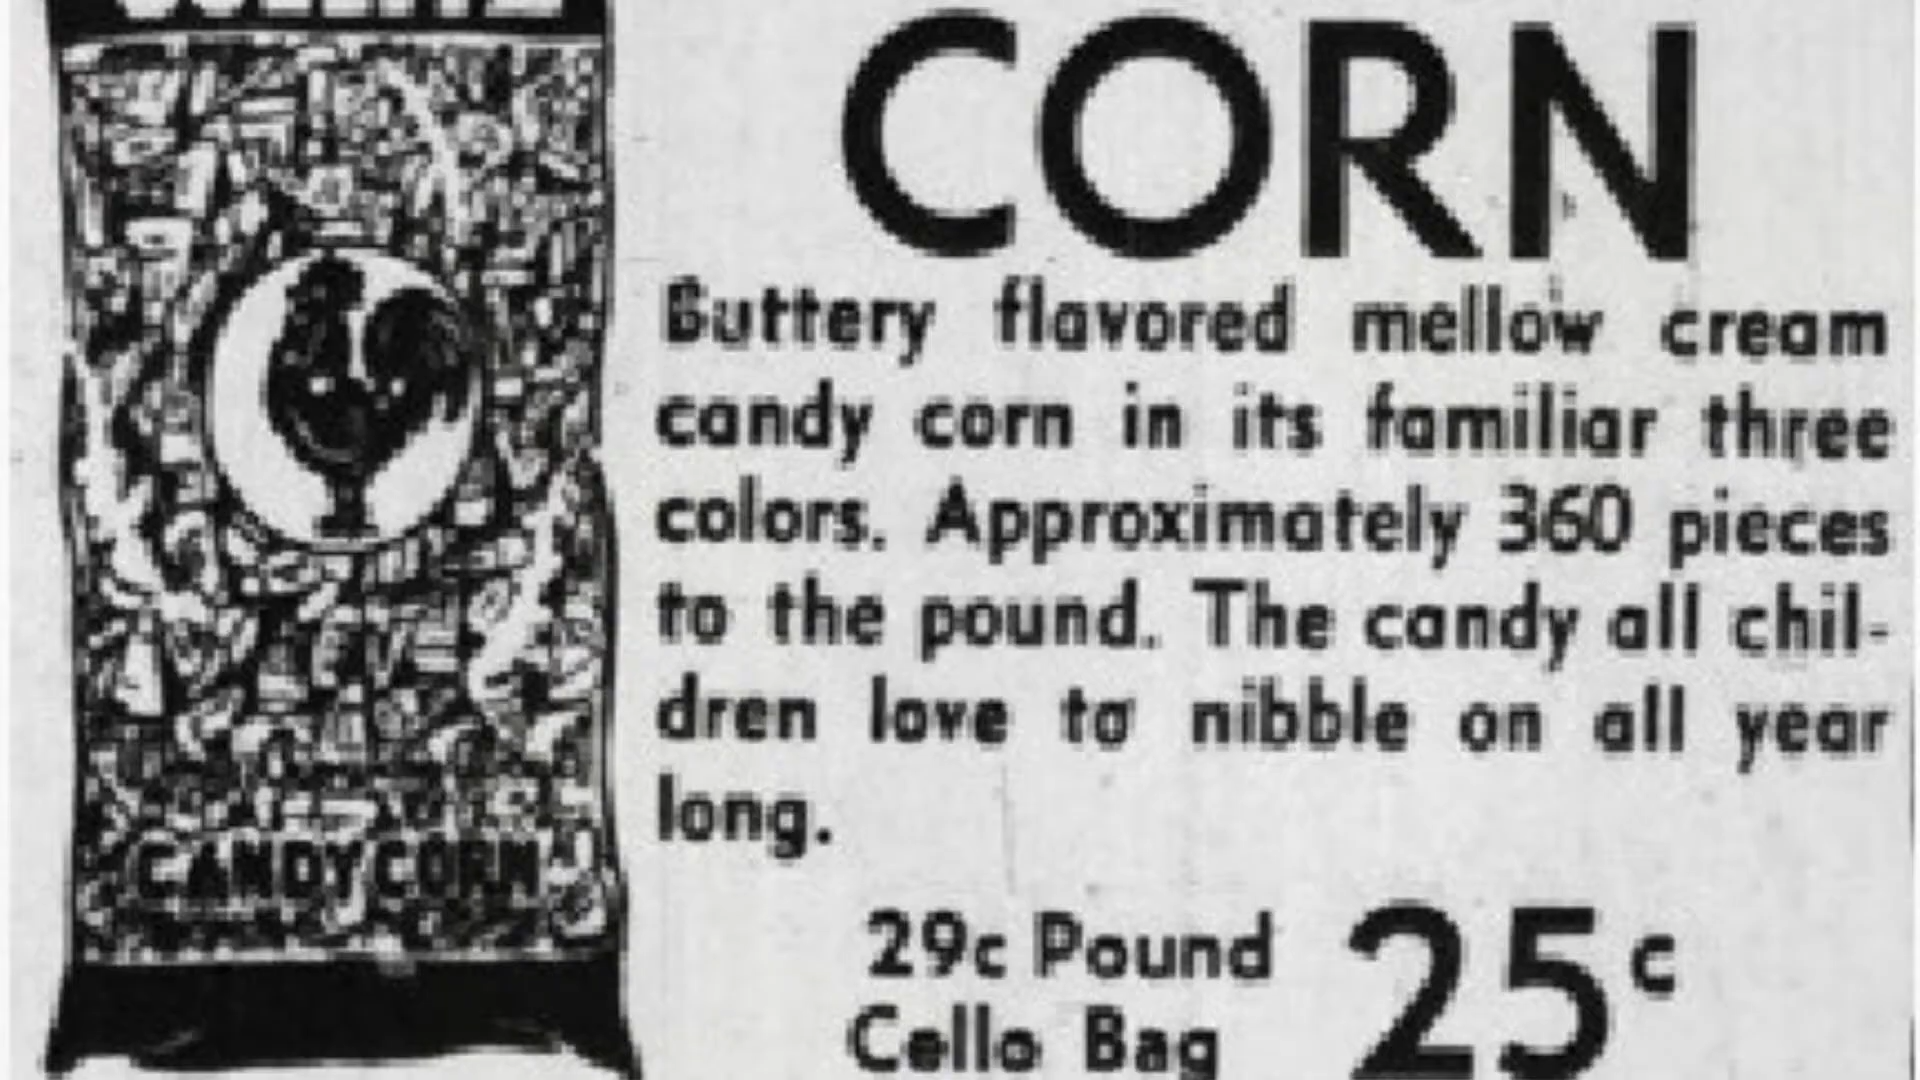 CORN
Buttery flavored mellow cream
candy corn in its familiar three
colors. Approximately 360 pieces
to the pound. The candy all chil-
dren love to nibble on all year
long.
CANDY CORN
29c Pound
Cello Bag
25c